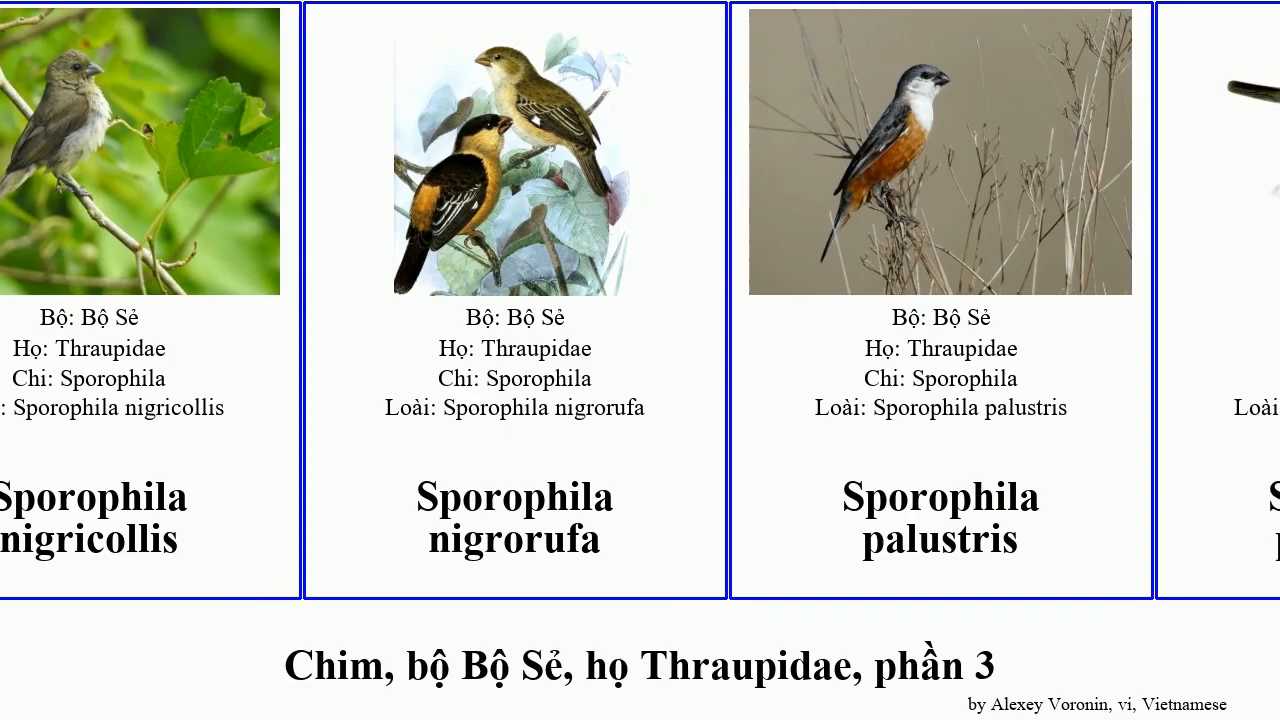 Bộ: Bộ Sẻ
Họ: Thraupidae
Chi: Sporophila
: Sporophila nigricollis
Sporophila
nigricollis
Bộ: Bộ Sẻ
Họ: Thraupidae
Chi: Sporophila
Loài: Sporophila nigrorufa
Sporophila
nigrorufa
Bộ: Bộ Sẻ
Họ: Thraupidae
Chi: Sporophila
Loài: Sporophila palustris
Sporophila
palustris
Loài
Chim, bộ Bộ Sẻ, họ Thraupidae, phần 3
by Alexey Voronin, vi, Vietnamese